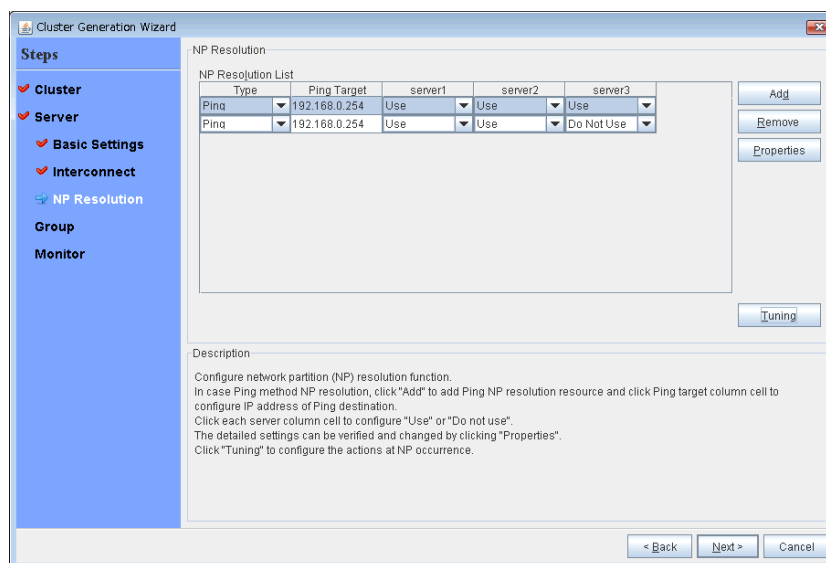 Cluster Generation Wizard
Steps
Cluster
Server
Basic Settings
Interconnect
NP Resolution
Group
Monitor
NP Resolution
NP Resolution List
Type Ping Target server1 server2 server3
Ping 192.168.0.254 Use Use Use
Ping 192.168.0.254 Use Use Do Not Use
Add
Remove
Properties
Tuning
Description
Configure network partition (NP) resolution function.
In case Ping method NP resolution, click "Add" to add Ping NP resolution resource and click Ping target column cell to
configure IP address of Ping destination.
Click each server column cell to configure "Use" or "Do not use".
The detailed settings can be verified and changed by clicking "Properties".
Click "Tuning" to configure the actions at NP occurrence.
< Back Next > Cancel